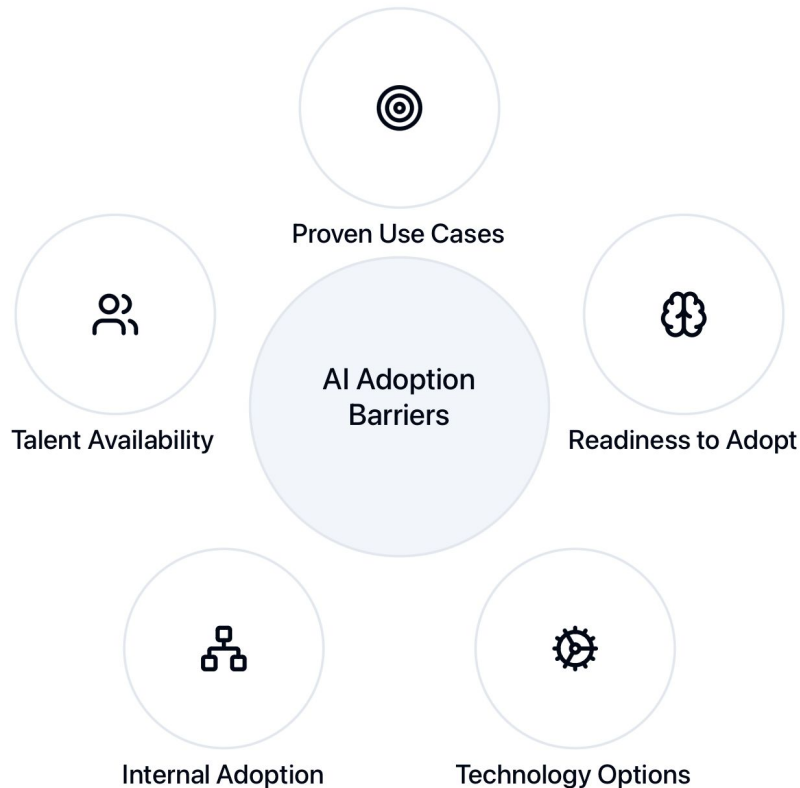 Proven Use Cases
AI Adoption
Barriers
Talent Availability
Readiness to Adopt
Internal Adoption
Technology Options